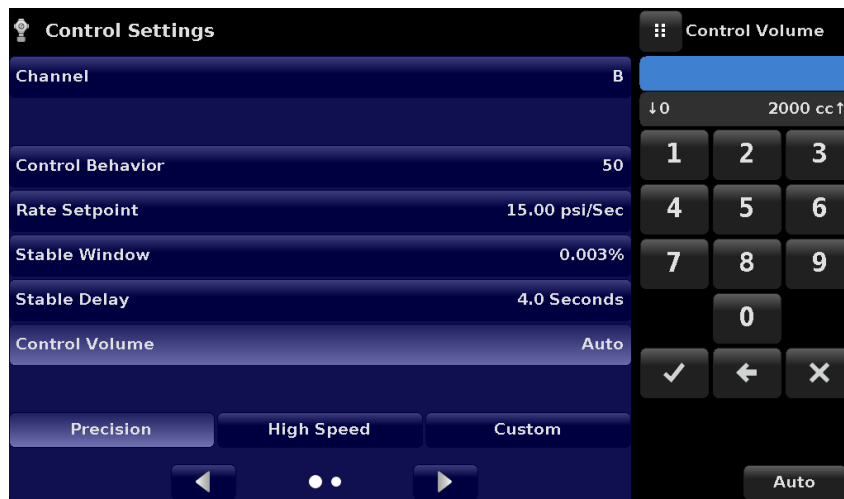 Control Settings
Channel B
Control Behavior 50
Rate Setpoint 15.00 psi/Sec
Stable Window 0.003%
Stable Delay 4.0 Seconds
Control Volume Auto
Precision High Speed Custom
Control Volume
↓0 2000 cc↑
1 2 3
4 5 6
7 8 9
0
Auto